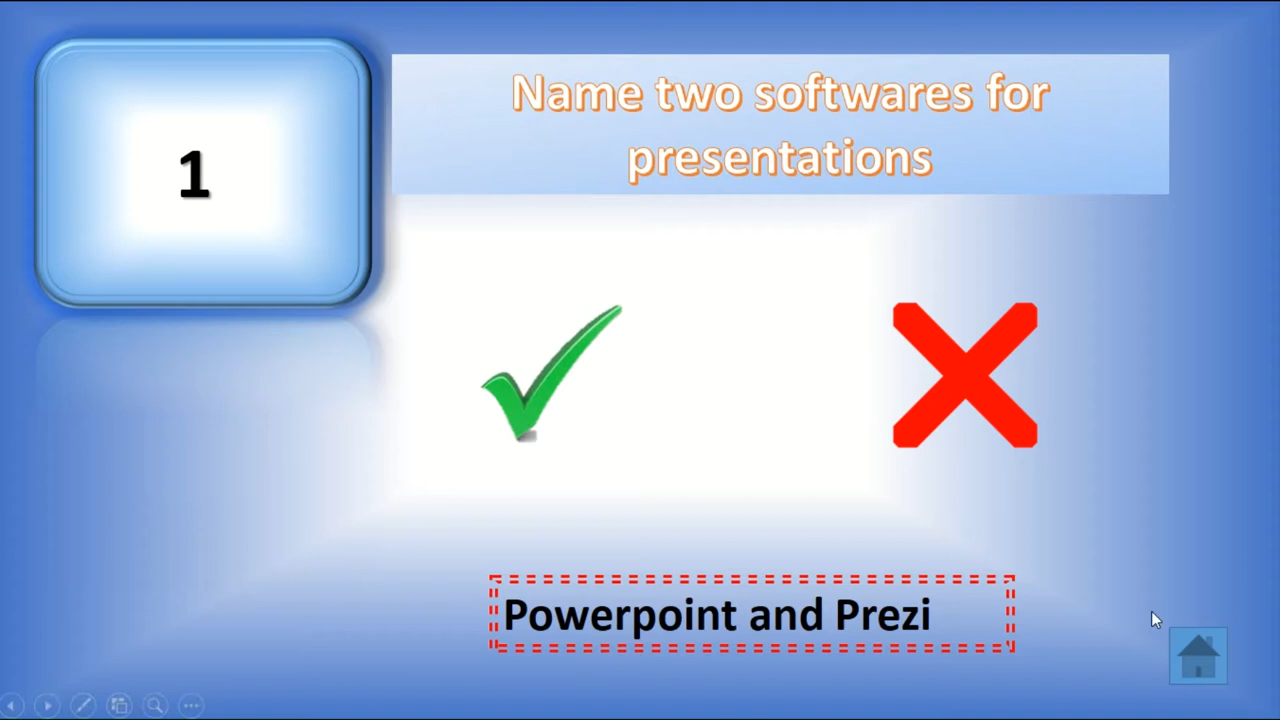 1
Name two softwares for
presentations
Powerpoint and Prezi